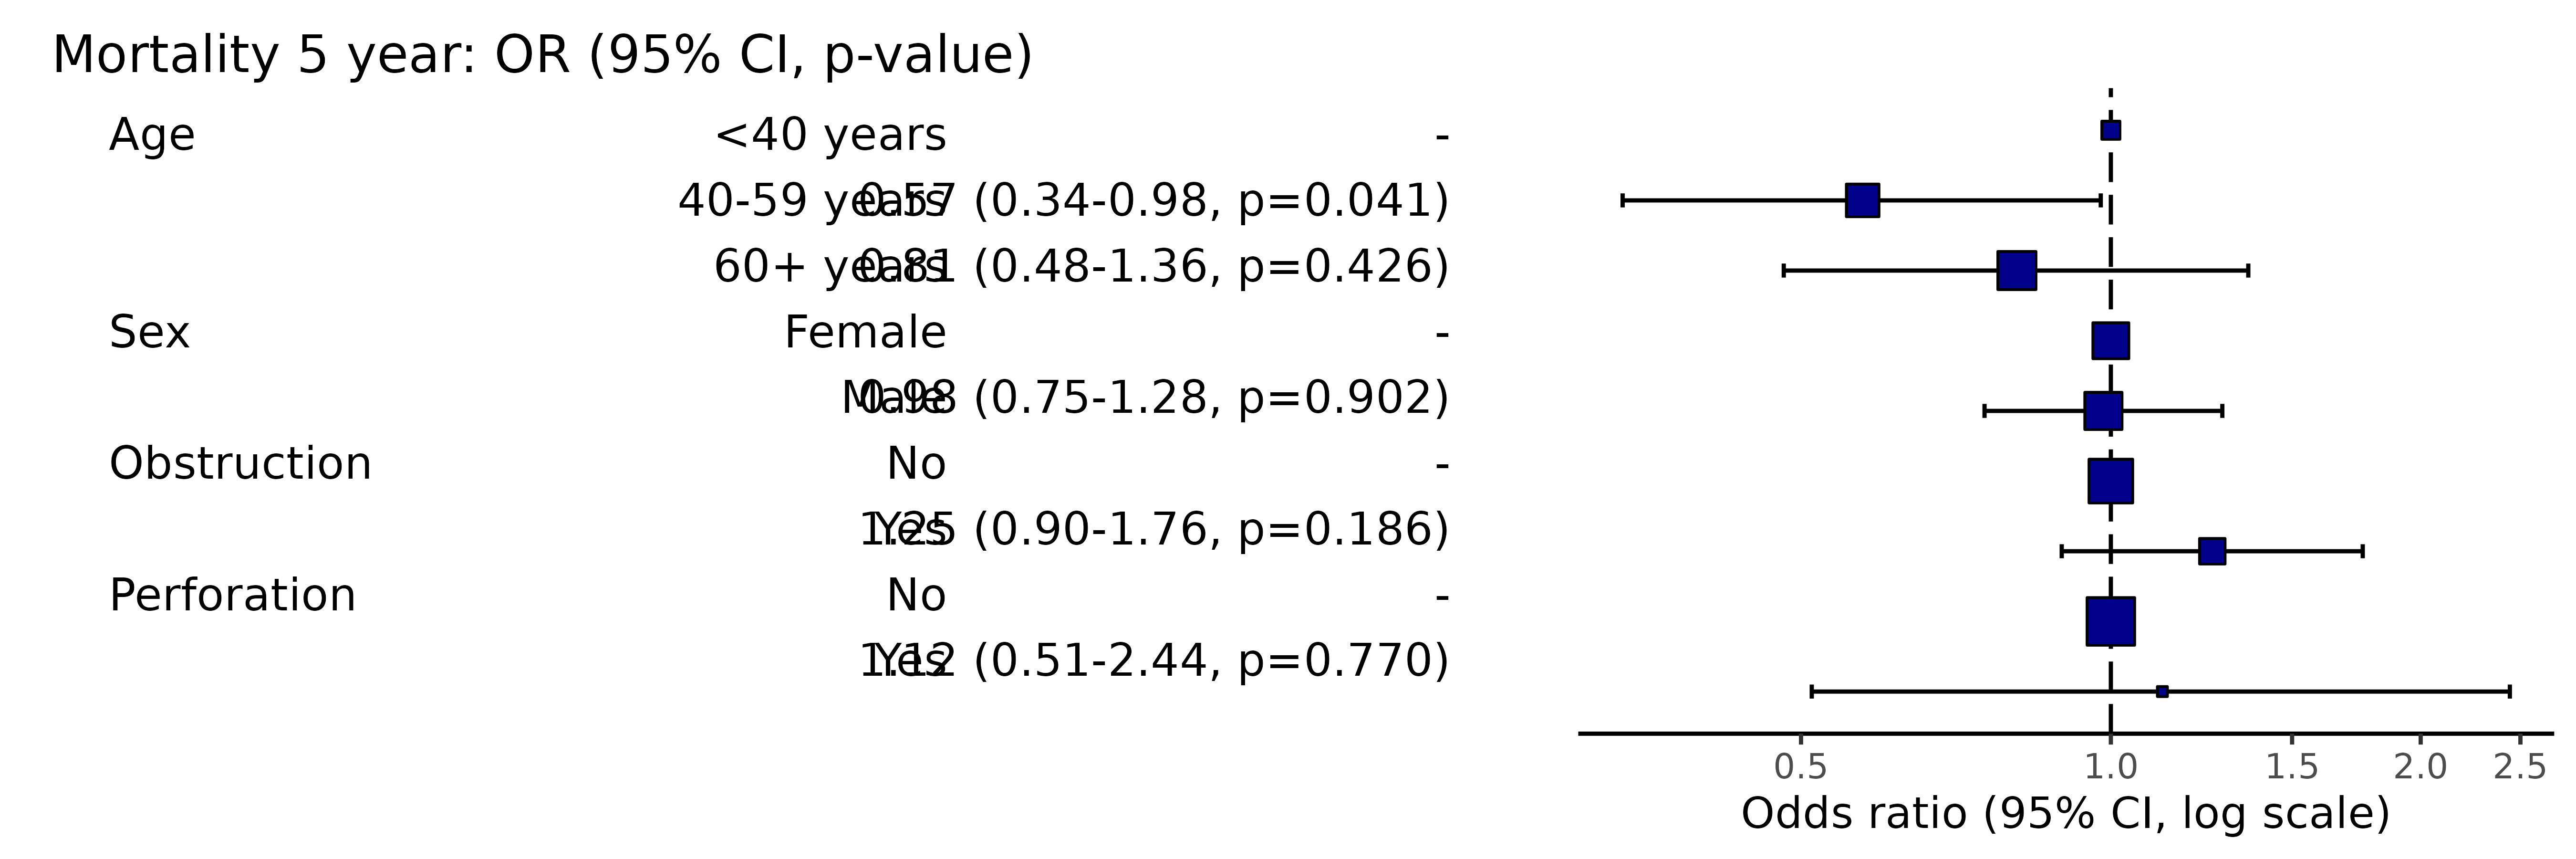 Mortality 5 year: OR (95% CI, p-value)
Age <40 years -
40-59 years 0.57 (0.34-0.98, p=0.041)
60+ years 0.81 (0.48-1.36, p=0.426)
Sex Female -
Male 0.98 (0.75-1.28, p=0.902)
Obstruction No -
Yes 1.25 (0.90-1.76, p=0.186)
Perforation No -
Yes 1.12 (0.51-2.44, p=0.770)
0.5 1.0 1.5 2.0 2.5
Odds ratio (95% CI, log scale)